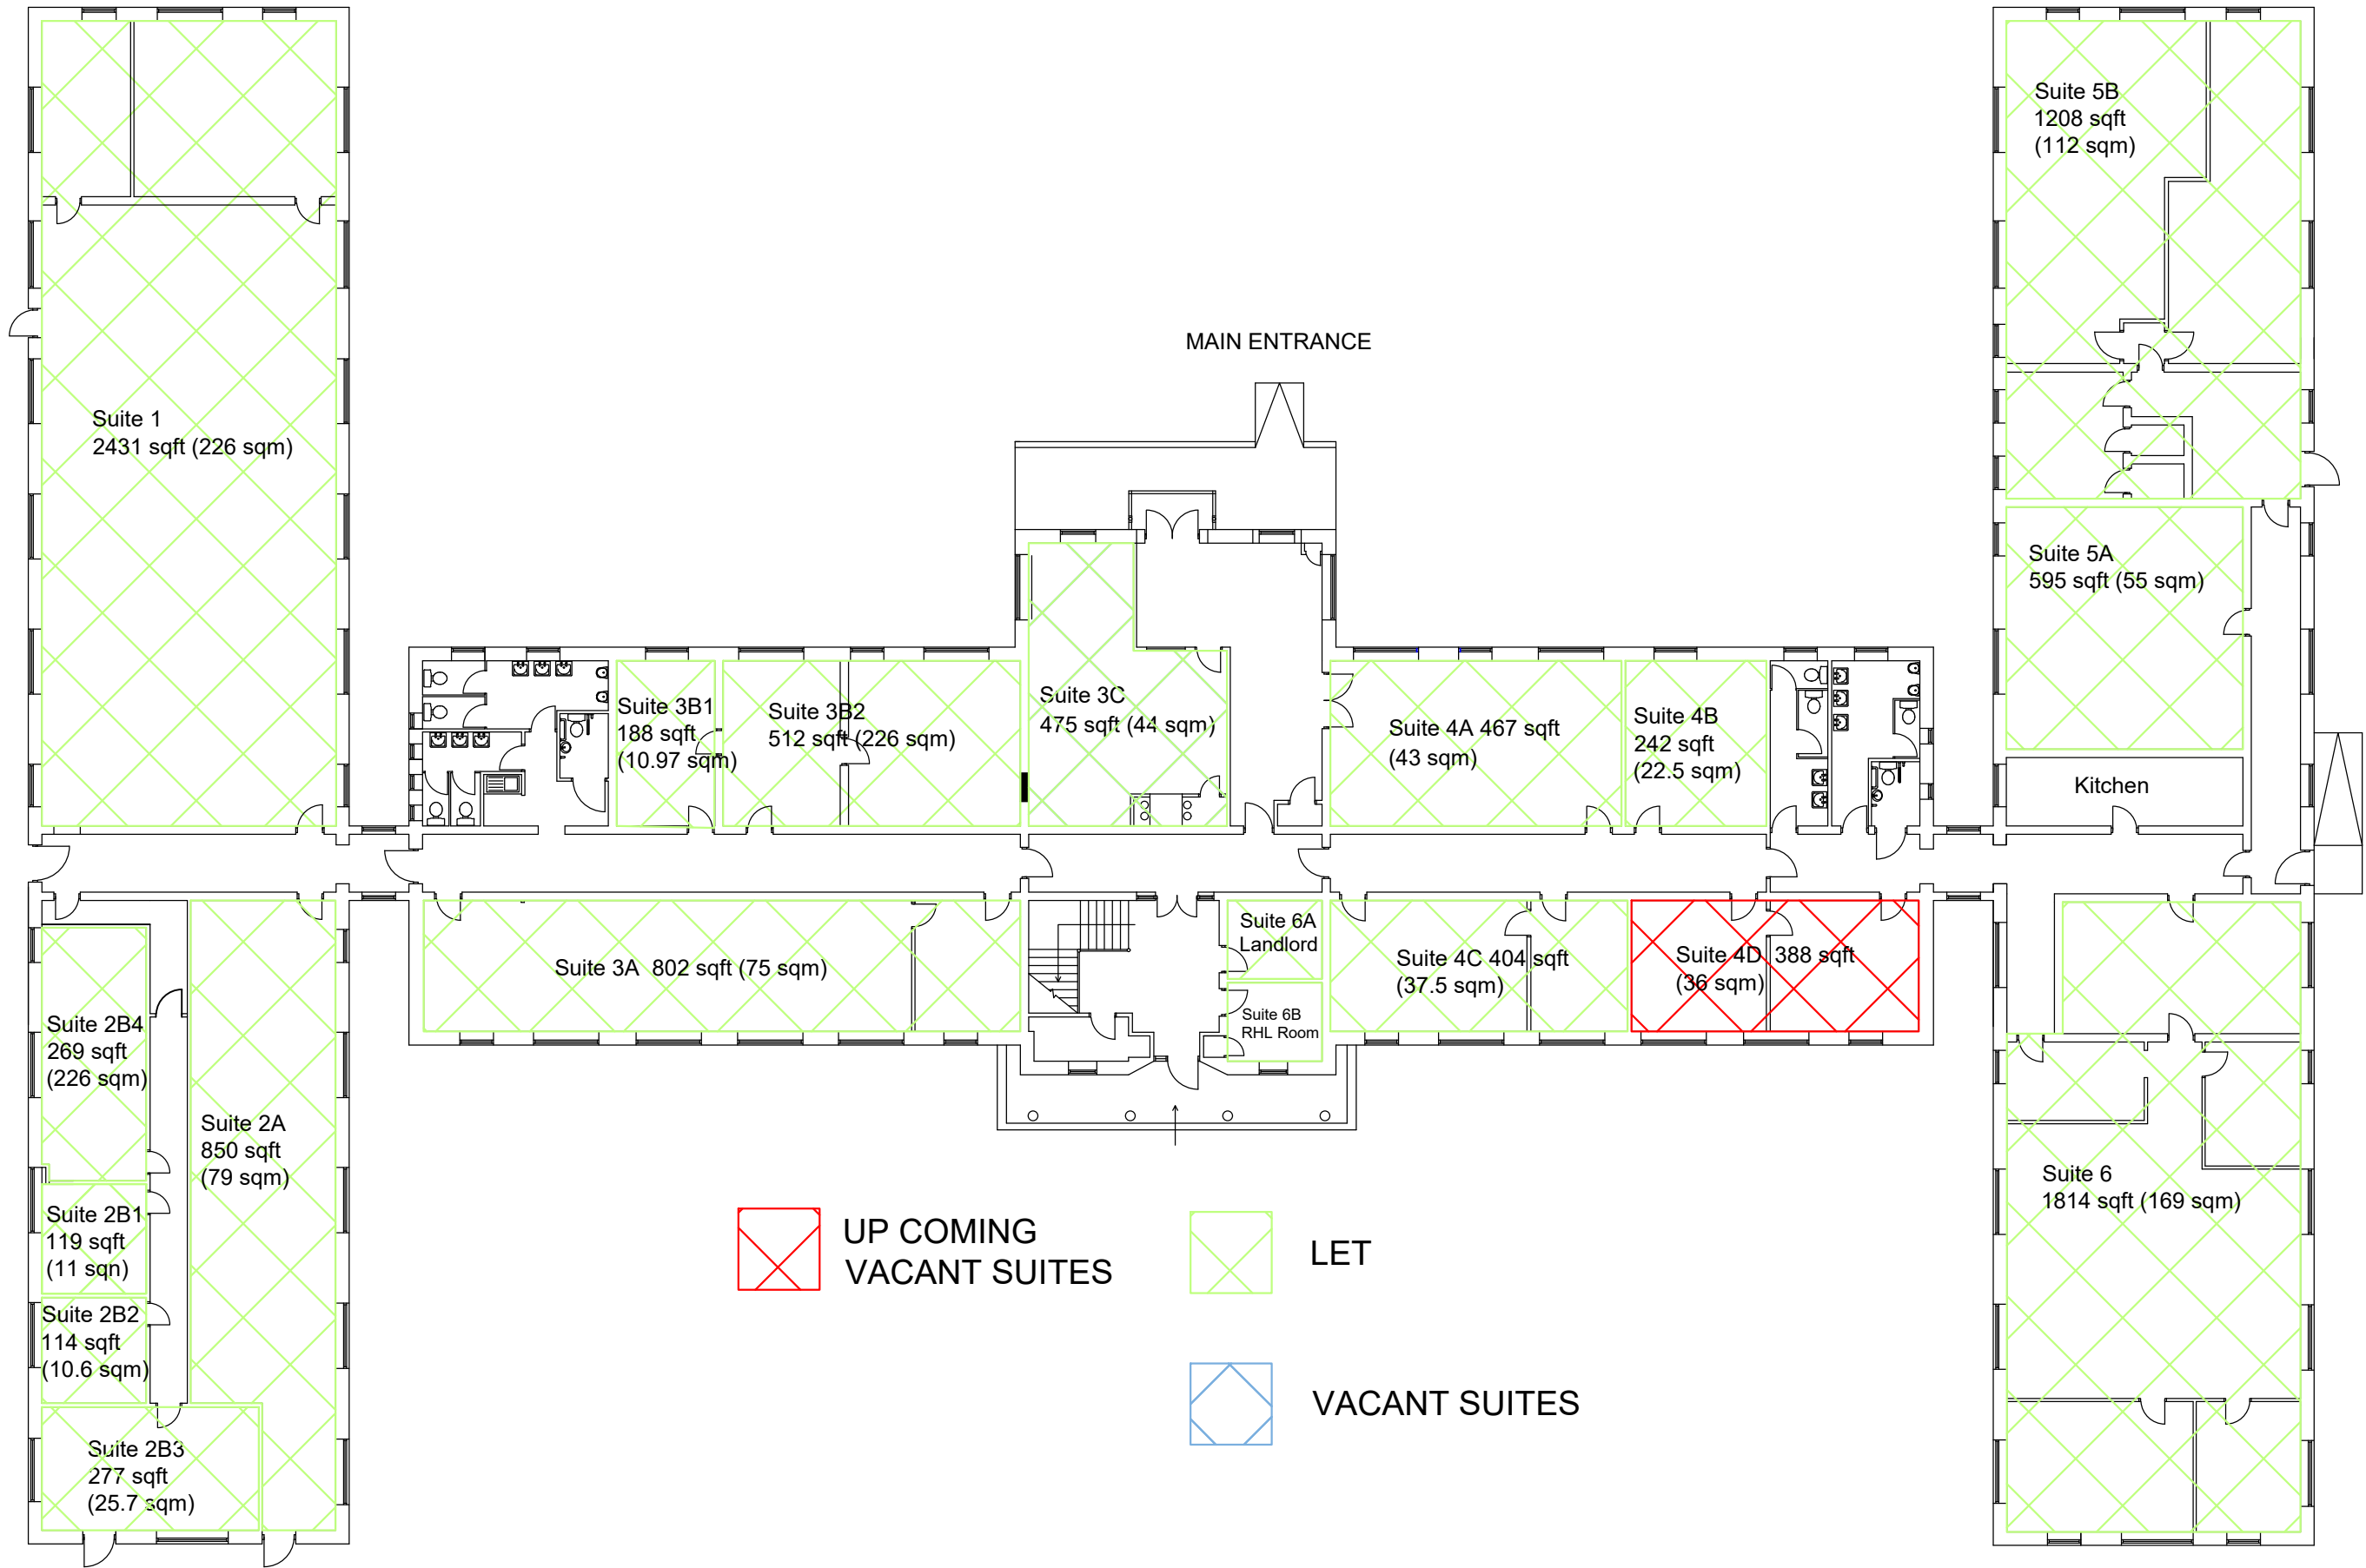 Suite 5B
1208 sqft
(112 sqm)
MAIN ENTRANCE
Suite 1
2431 sqft (226 sqm)
Suite 5A
595 sqft (55 sqm)
Suite 3B1
188 sqft
(10.97 sqm)
Suite 3B2
512 sqft (226 sqm)
Suite 3C
475 sqft (44 sqm)
Suite 4A 467 sqft
(43 sqm)
Suite 4B
242 sqft
(22.5 sqm)
Kitchen
Suite 3A 802 sqft (75 sqm)
Suite 6A
Landlord
Suite 6B
RHL Room
Suite 4C 404 sqft
(37.5 sqm)
Suite 4D 388 sqft
(36 sqm)
Suite 2B4
269 sqft
(226 sqm)
Suite 2A
850 sqft
(79 sqm)
Suite 2B1
119 sqft
(11 sqn)
Suite 2B2
114 sqft
(10.6 sqm)
Suite 2B3
277 sqft
(25.7 sqm)
Suite 6
1814 sqft (169 sqm)
UP COMING
VACANT SUITES
LET
VACANT SUITES